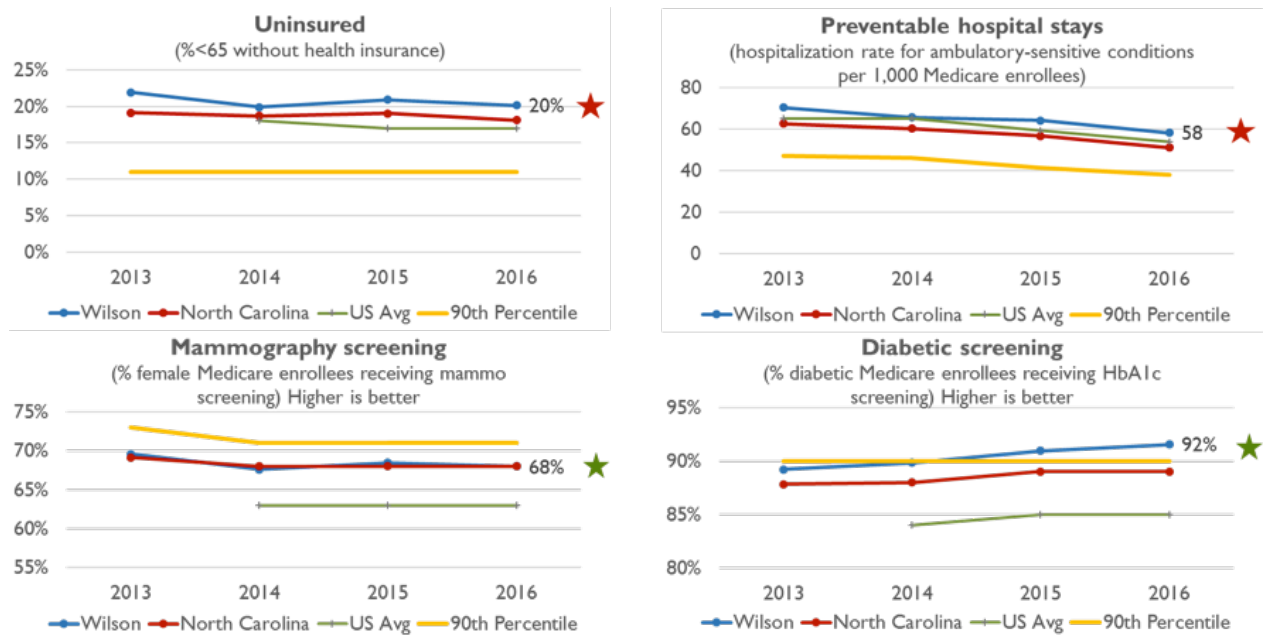 Uninsured
(%<65 without health insurance)
25%
20%
15%
10%
5%
0%
20%
2013 2014 2015 2016
Wilson North Carolina US Avg 90th Percentile
Preventable hospital stays
(hospitalization rate for ambulatory-sensitive conditions
per 1,000 Medicare enrollees)
80
60
40
20
0
58
2013 2014 2015 2016
Wilson North Carolina US Avg 90th Percentile
Mammography screening
(% female Medicare enrollees receiving mammo
screening) Higher is better
75%
70%
65%
60%
55%
68%
2013 2014 2015 2016
Wilson North Carolina US Avg 90th Percentile
Diabetic screening
(% diabetic Medicare enrollees receiving HbA1c
screening) Higher is better
95%
90%
85%
80%
92%
2013 2014 2015 2016
Wilson North Carolina US Avg 90th Percentile